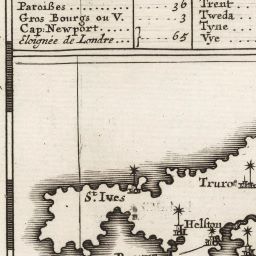 Paroißes 36
Gros Bourgs ou V. 3
Cap: Newport
Eloignée de Londre 65
Trent
Tweda
Tyne
Wye
Truro
St. Ives
Helston